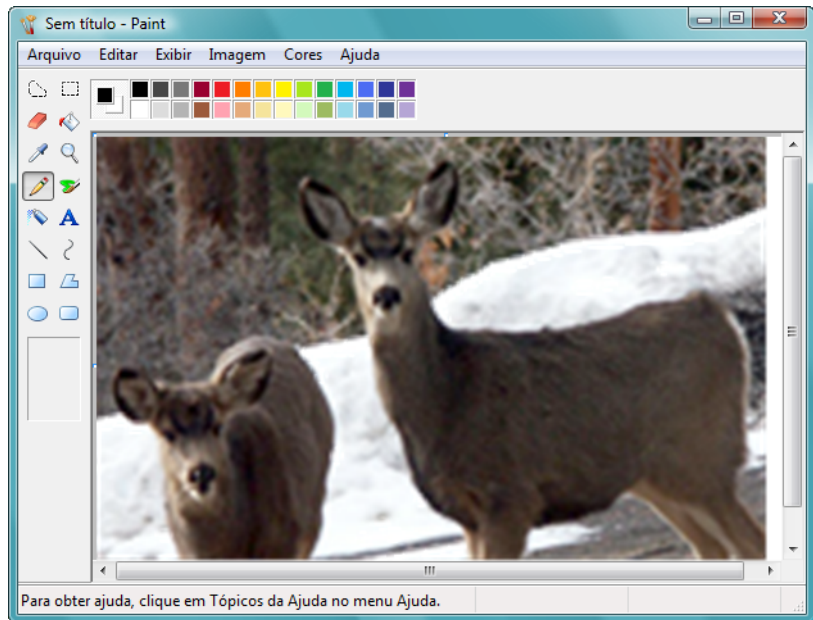 Sem título - Paint
Arquivo Editar Exibir Imagem Cores Ajuda
A
Para obter ajuda, clique em Tópicos da Ajuda no menu Ajuda.